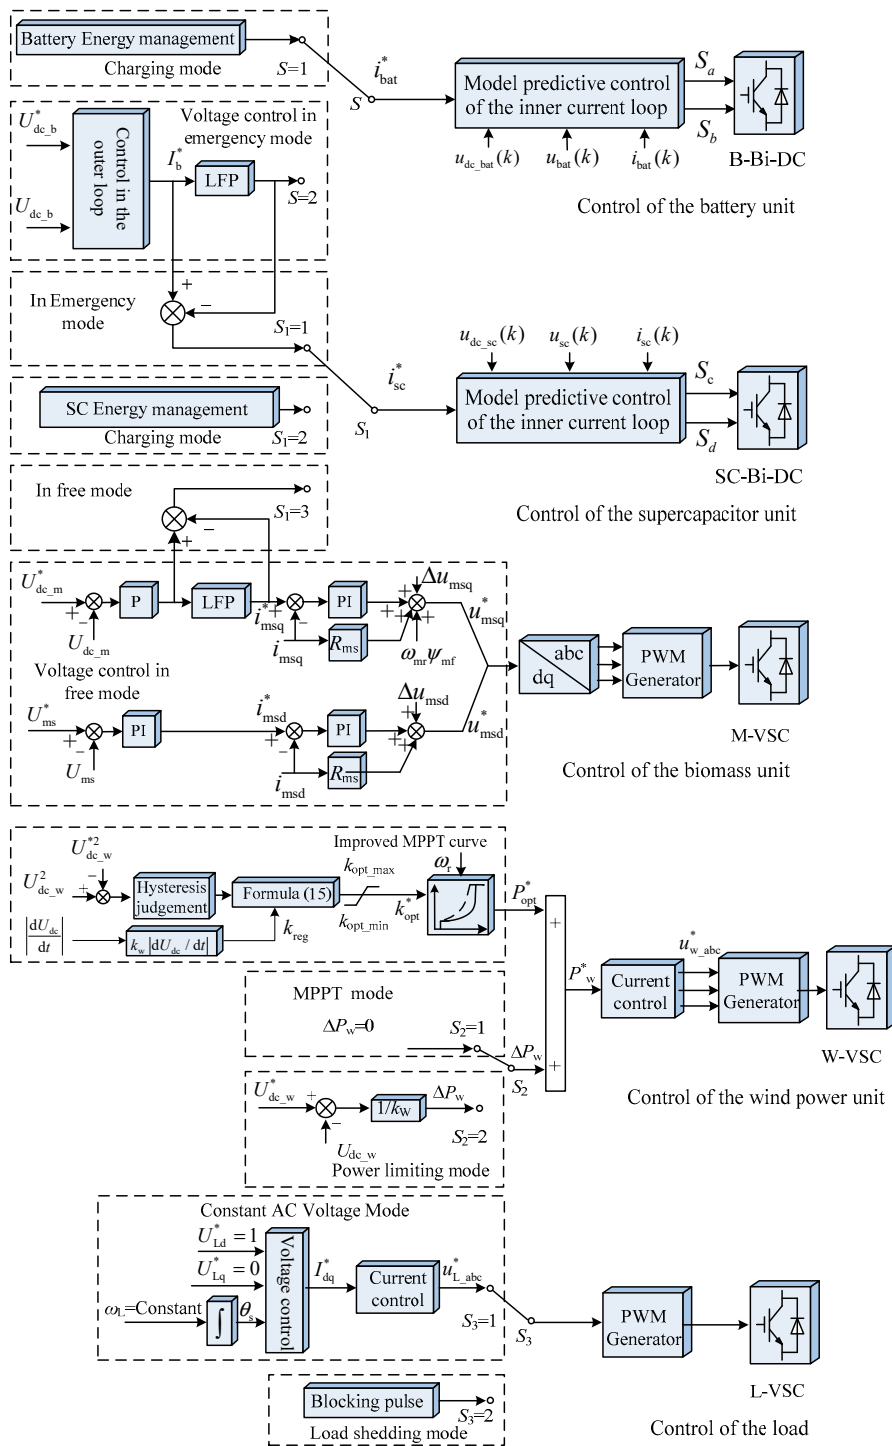 Battery Energy management
Charging mode
S=1
S
i*bat
Model predictive control
of the inner current loop
Sa
Sb
udc_bat(k)
ubat(k)
ibat(k)
B-Bi-DC
Control of the battery unit
U*dc_b
Udc_b
Control in the
outer loop
I*b
Voltage control in
emergency mode
LFP
S=2
+
−
In Emergency
mode
S1=1
SC Energy management
Charging mode
S1=2
S1
i*sc
udc_sc(k)
usc(k)
isc(k)
Model predictive control
of the inner current loop
Sc
Sd
SC-Bi-DC
Control of the supercapacitor unit
In free mode
S1=3
−
+
U*dc_m
+
−
Udc_m
P
LFP
i*msq
+
−
imsq
PI
Rms
Δumsq
+
+
+
+
ωmrψmf
u*msq
Voltage control in
free mode
U*ms
+
−
Ums
PI
i*msd
+
−
imsd
PI
Rms
Δumsd
+
+
+
u*msd
abc
dq
PWM
Generator
M-VSC
Control of the biomass unit
U*2dc_w
−
U2dc_w
+
Hysteresis
judgement
Formula (15)
|dUdc/dt|
kw|dUdc / dt|
kreg
kopt_max
kopt_min
k*opt
Improved MPPT curve
ωr
P*opt
+
+
P*w
Current
control
u*w_abc
PWM
Generator
W-VSC
Control of the wind power unit
MPPT mode
ΔPw=0
S2=1
ΔPw
S2
U*dc_w
+
−
Udc_w
1/kW
ΔPw
S2=2
Power limiting mode
Constant AC Voltage Mode
U*Ld = 1
U*Lq = 0
ωL=Constant
∫
θs
Voltage control
I*dq
Current
control
u*L_abc
S3=1
S3
PWM
Generator
L-VSC
Blocking pulse
S3=2
Load shedding mode
Control of the load